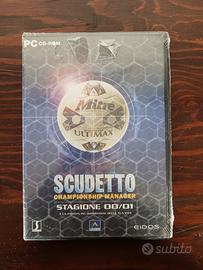 PC CD-ROM
Mitre
ULTIMAX
SCUDETTO
CHAMPIONSHIP MANAGER
STAGIONE 00/01
EIDOS
subito